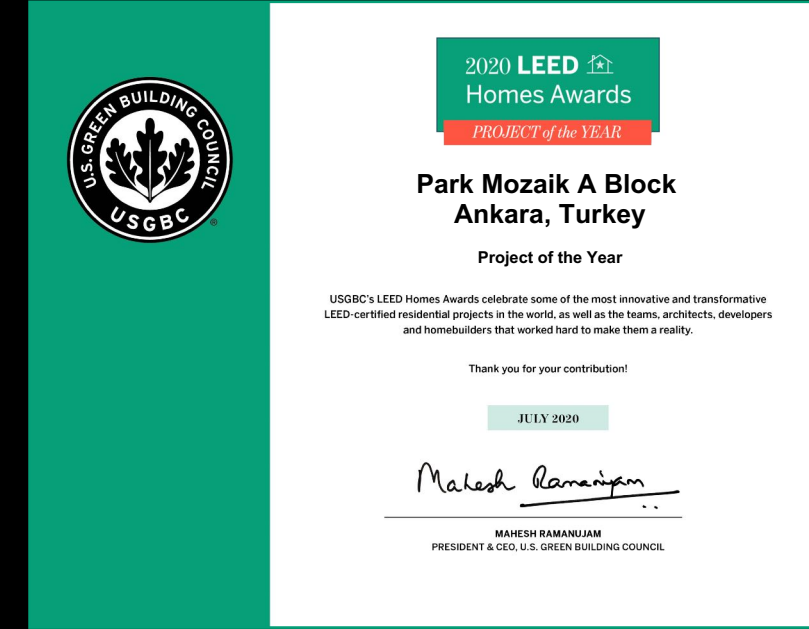 U.S. GREEN BUILDING COUNCIL
USGBC
®
2020 LEED
Homes Awards
PROJECT of the YEAR
Park Mozaik A Block
Ankara, Turkey
Project of the Year
USGBC's LEED Homes Awards celebrate some of the most innovative and transformative
LEED-certified residential projects in the world, as well as the teams, architects, developers
and homebuilders that worked hard to make them a reality.
Thank you for your contribution!
JULY 2020
Mahesh Ramanujam
MAHESH RAMANUJAM
PRESIDENT & CEO, U.S. GREEN BUILDING COUNCIL